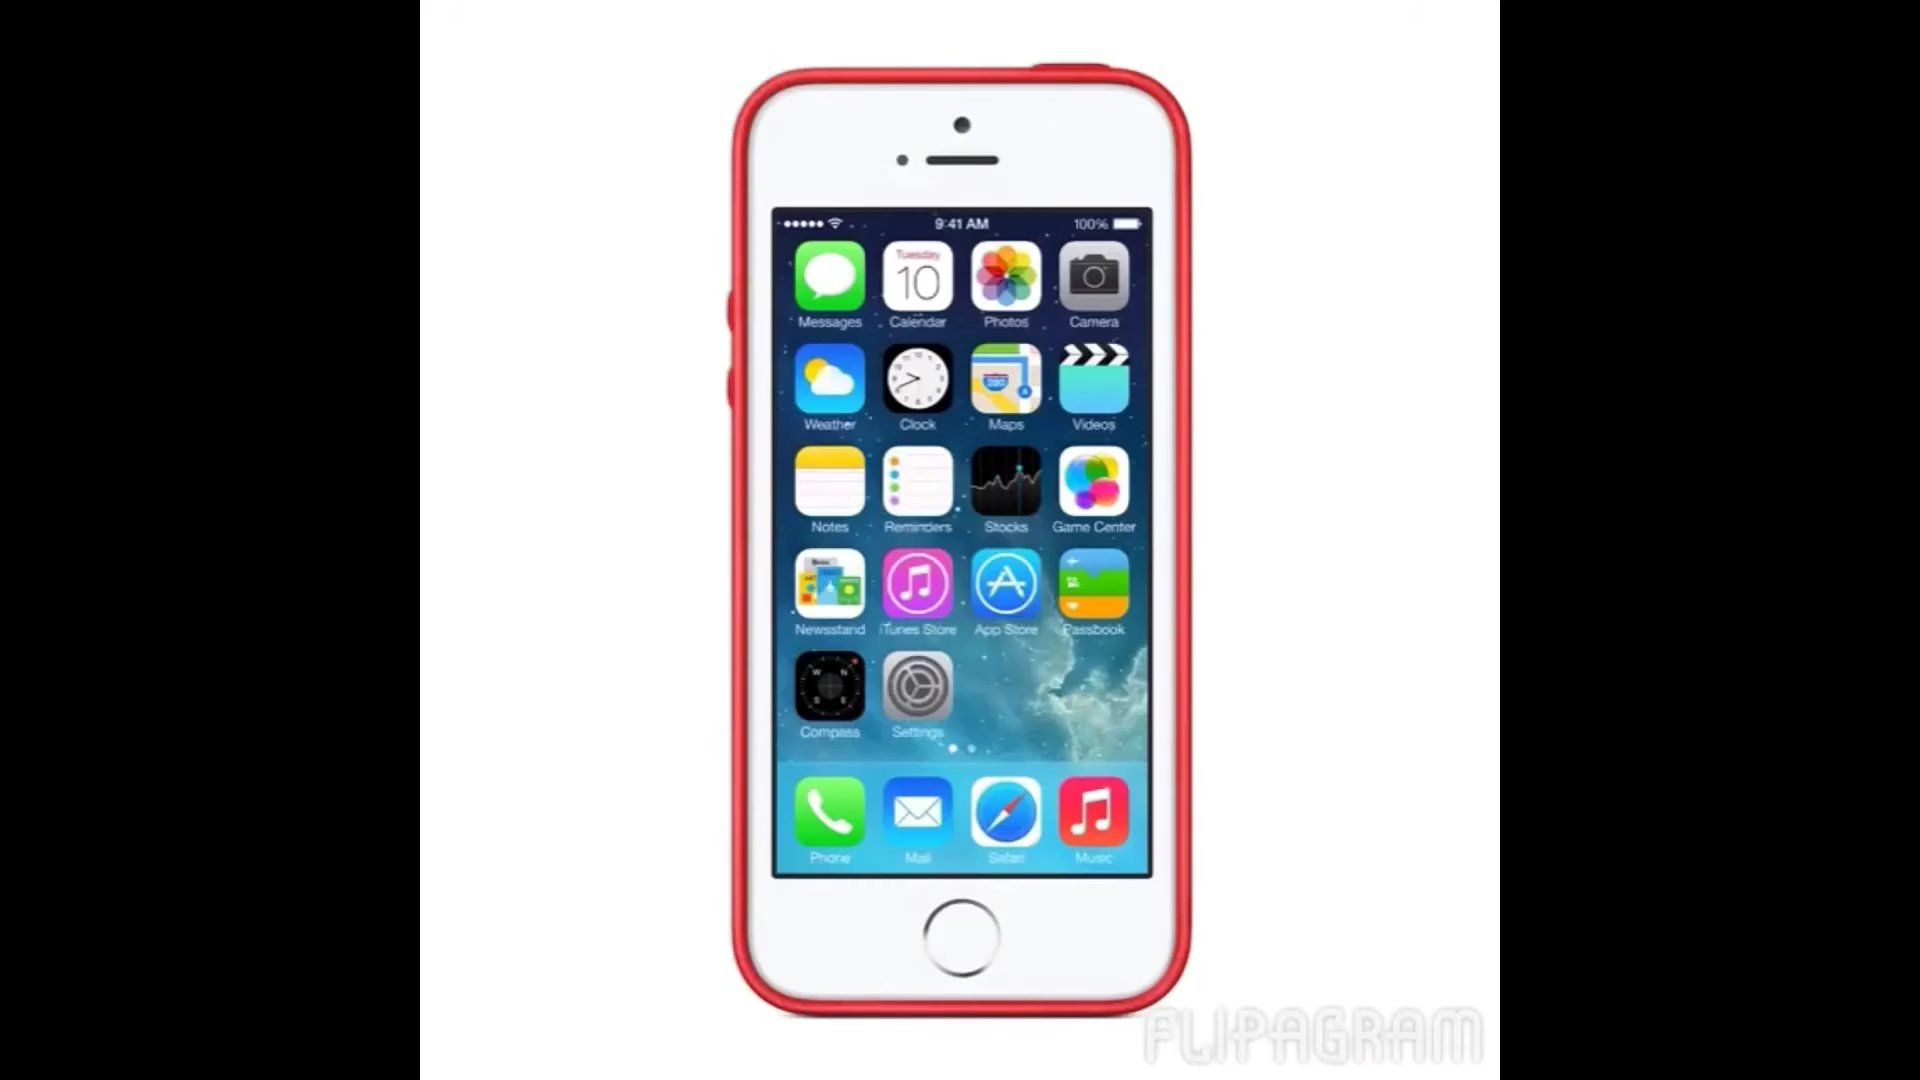 9:41 AM 100%
Tuesday
10
Messages Calendar Photos Camera
280
Weather Clock Maps Videos
Notes Reminders Stocks Game Center
Newsstand iTunes Store App Store Passbook
W N
S E
Compass Settings
Phone Mail Safari Music
FLIPAGRAM